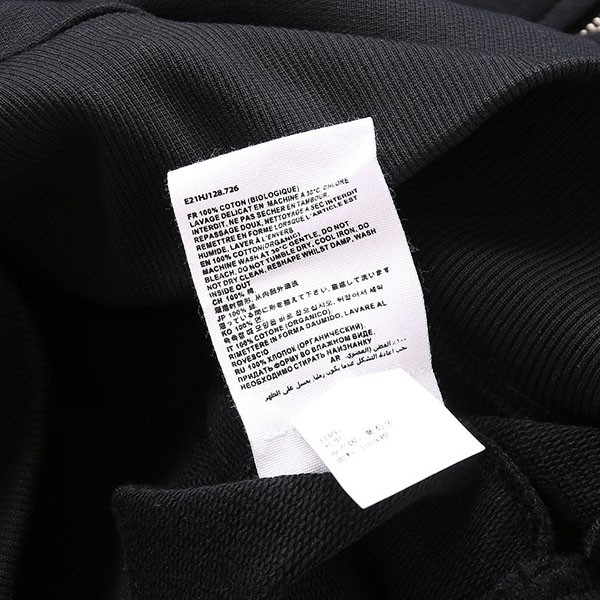 E21HJ128.726
FR 100% COTON (BIOLOGIQUE)
LAVAGE DELICAT EN MACHINE A 30°C. CHLORE
INTERDIT. NE PAS SÉCHER EN TAMBOUR.
REPASSAGE DOUX, NETTOYAGE A SEC INTERDIT.
REMETTRE EN FORME LORSQUE L'ARTICLE EST
HUMIDE, LAVER À L'ENVERS.
EN 100% COTTON(ORGANIC)
MACHINE WASH AT 30°C GENTLE, DO NOT
BLEACH. DO NOT TUMBLE DRY, COOL IRON, DO
NOT DRY CLEAN, RESHAPE WHILST DAMP. WASH
INSIDE OUT
CH 100% 棉
JP 100% 綿
KO 100% 면
IT 100% COTONE (ORGANICO).
RIMETTERE IN FORMA DAUMIDO, LAVARE AL
ROVESCIO
RU 100% ХЛОПОК (ОРГАНИЧЕСКИЙ),
ПРИДАТЬ ФОРМУ ВО ВЛАЖНОМ ВИДЕ.
НЕОБХОДИМО СТИРАТЬ НАИЗНАНКУ
AR